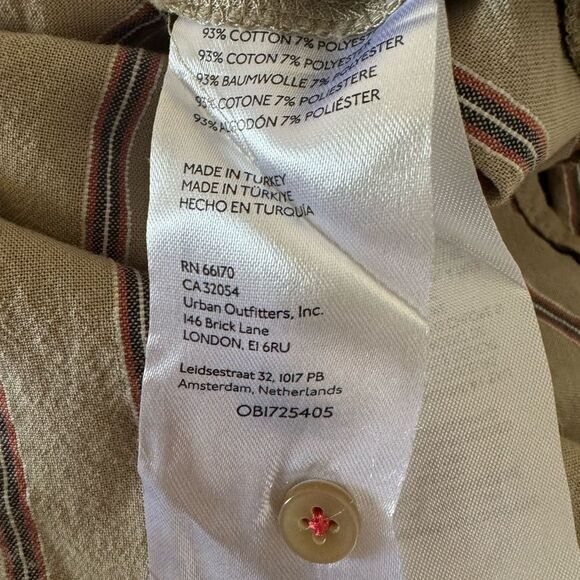 93% COTTON 7% POLYESTER
93% COTON 7% POLYESTER
93% BAUMWOLLE 7% POLYESTER
93% COTONE 7% POLIESTERE
93% ALGODÓN 7% POLIÉSTER
MADE IN TURKEY
MADE IN TÜRKIYE
HECHO EN TURQUÍA
RN 66170
CA 32054
Urban Outfitters, Inc.
146 Brick Lane
LONDON, E1 6RU
Leidsestraat 32, 1017 PB
Amsterdam, Netherlands
OB1725405